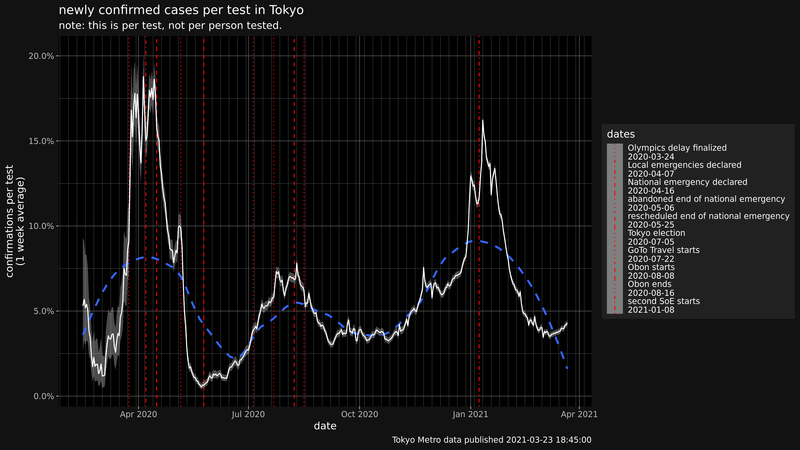 newly confirmed cases per test in Tokyo
note: this is per test, not per person tested.
20.0%
15.0%
10.0%
5.0%
0.0%
confirmations per test
(1 week average)
Apr 2020
Jul 2020
Oct 2020
Jan 2021
Apr 2021
date
Tokyo Metro data published 2021-03-23 18:45:00
dates
Olympics delay finalized
2020-03-24
Local emergencies declared
2020-04-07
National emergency declared
2020-04-16
abandoned end of national emergency
2020-05-06
rescheduled end of national emergency
2020-05-25
Tokyo election
2020-07-05
GoTo Travel starts
2020-07-22
Obon starts
2020-08-08
Obon ends
2020-08-16
second SoE starts
2021-01-08